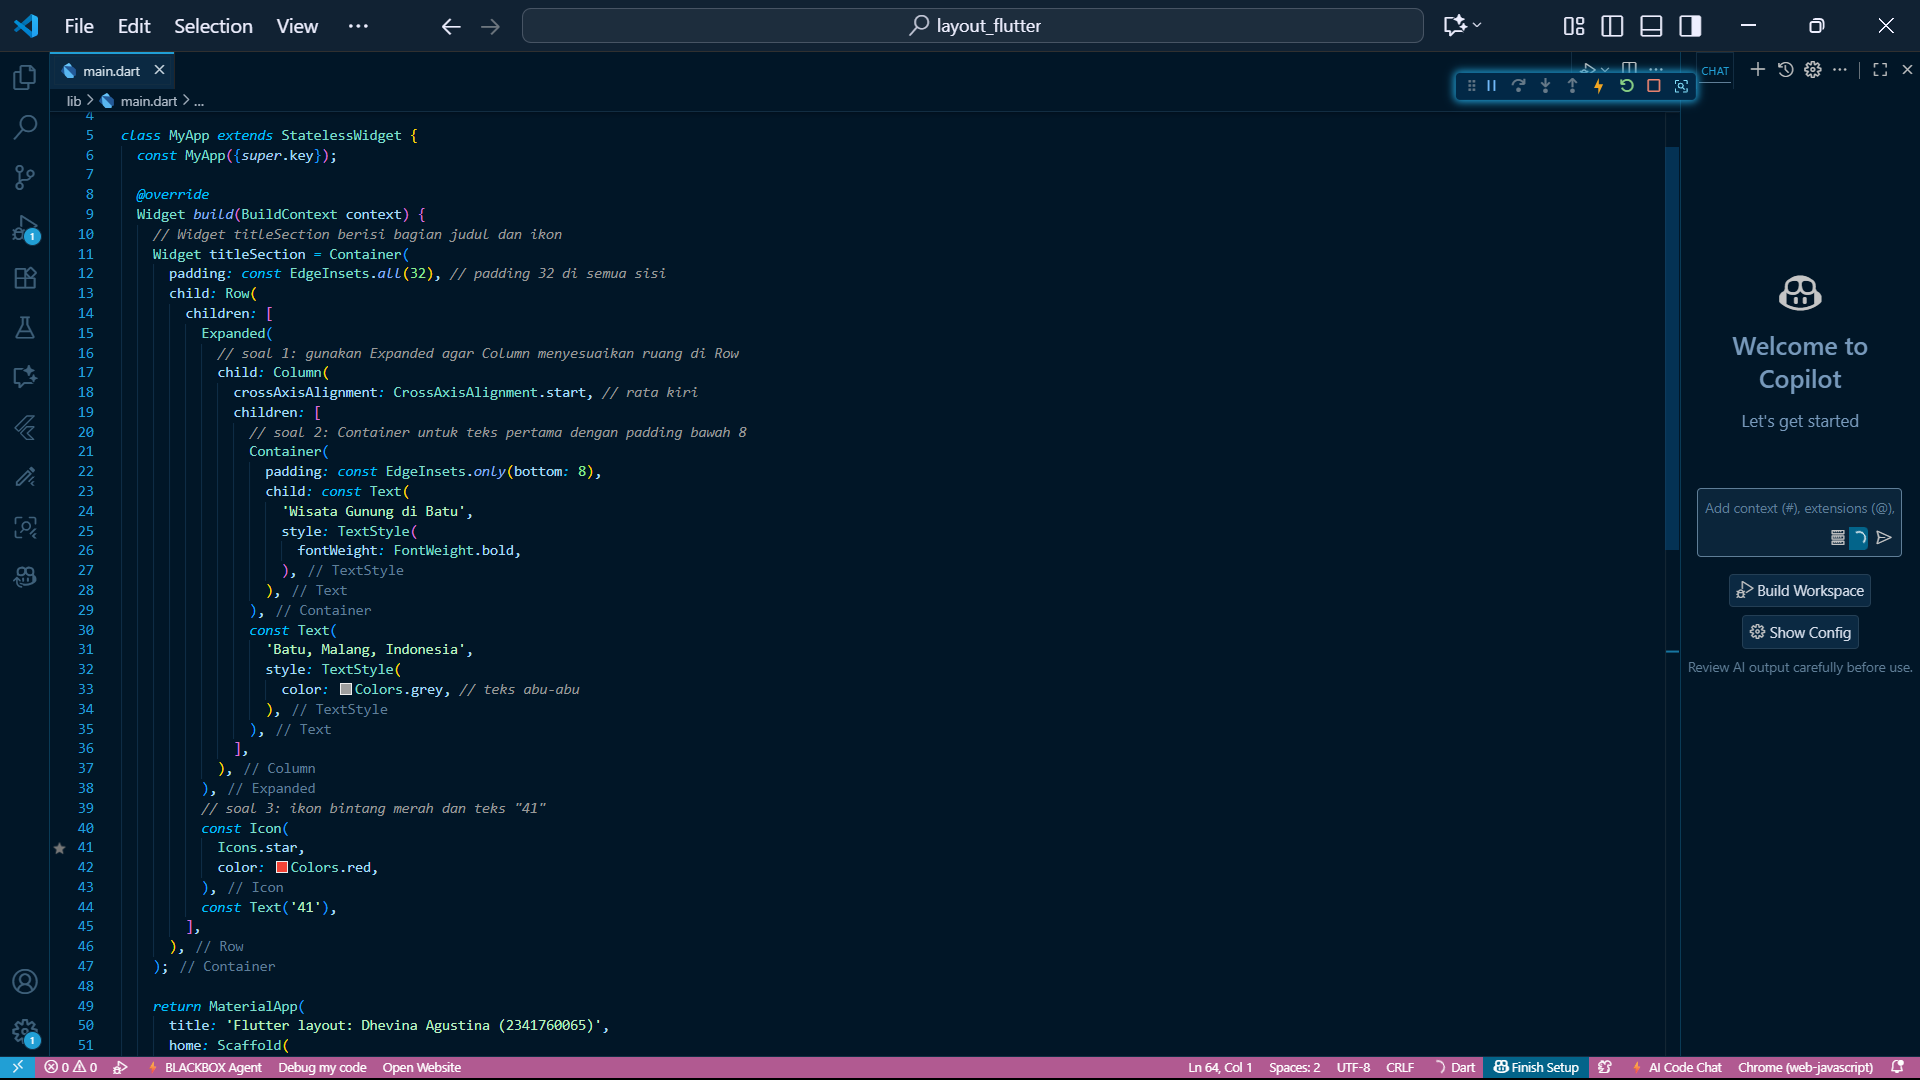 File Edit Selection View ··· layout_flutter
main.dart
CHAT
lib > main.dart > ...
4
5 class MyApp extends StatelessWidget {
6 const MyApp({super.key});
7
8 @override
9 Widget build(BuildContext context) {
10 // Widget titleSection berisi bagian judul dan ikon
11 Widget titleSection = Container(
12 padding: const EdgeInsets.all(32), // padding 32 di semua sisi
13 child: Row(
14 children: [
15 Expanded(
16 // soal 1: gunakan Expanded agar Column menyesuaikan ruang di Row
17 child: Column(
18 crossAxisAlignment: CrossAxisAlignment.start, // rata kiri
19 children: [
20 // soal 2: Container untuk teks pertama dengan padding bawah 8
21 Container(
22 padding: const EdgeInsets.only(bottom: 8),
23 child: const Text(
24 'Wisata Gunung di Batu',
25 style: TextStyle(
26 fontWeight: FontWeight.bold,
27 ), // TextStyle
28 ), // Text
29 ), // Container
30 const Text(
31 'Batu, Malang, Indonesia',
32 style: TextStyle(
33 color: Colors.grey, // teks abu-abu
34 ), // TextStyle
35 ), // Text
36 ],
37 ), // Column
38 ), // Expanded
39 // soal 3: ikon bintang merah dan teks "41"
40 const Icon(
41 Icons.star,
42 color: Colors.red,
43 ), // Icon
44 const Text('41'),
45 ],
46 ), // Row
47 ); // Container
48
49 return MaterialApp(
50 title: 'Flutter layout: Dhevina Agustina (2341760065)',
51 home: Scaffold(
Welcome to
Copilot
Let's get started
Add context (#), extensions (@),
Build Workspace
Show Config
Review AI output carefully before use.
1
1
0 0 BLACKBOX Agent Debug my code Open Website Ln 64, Col 1 Spaces: 2 UTF-8 CRLF Dart Finish Setup AI Code Chat Chrome (web-javascript)